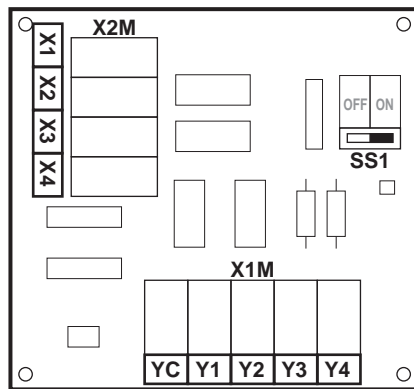 X2M
X1
X2
X3
X4
OFF ON
SS1
X1M
YC Y1 Y2 Y3 Y4